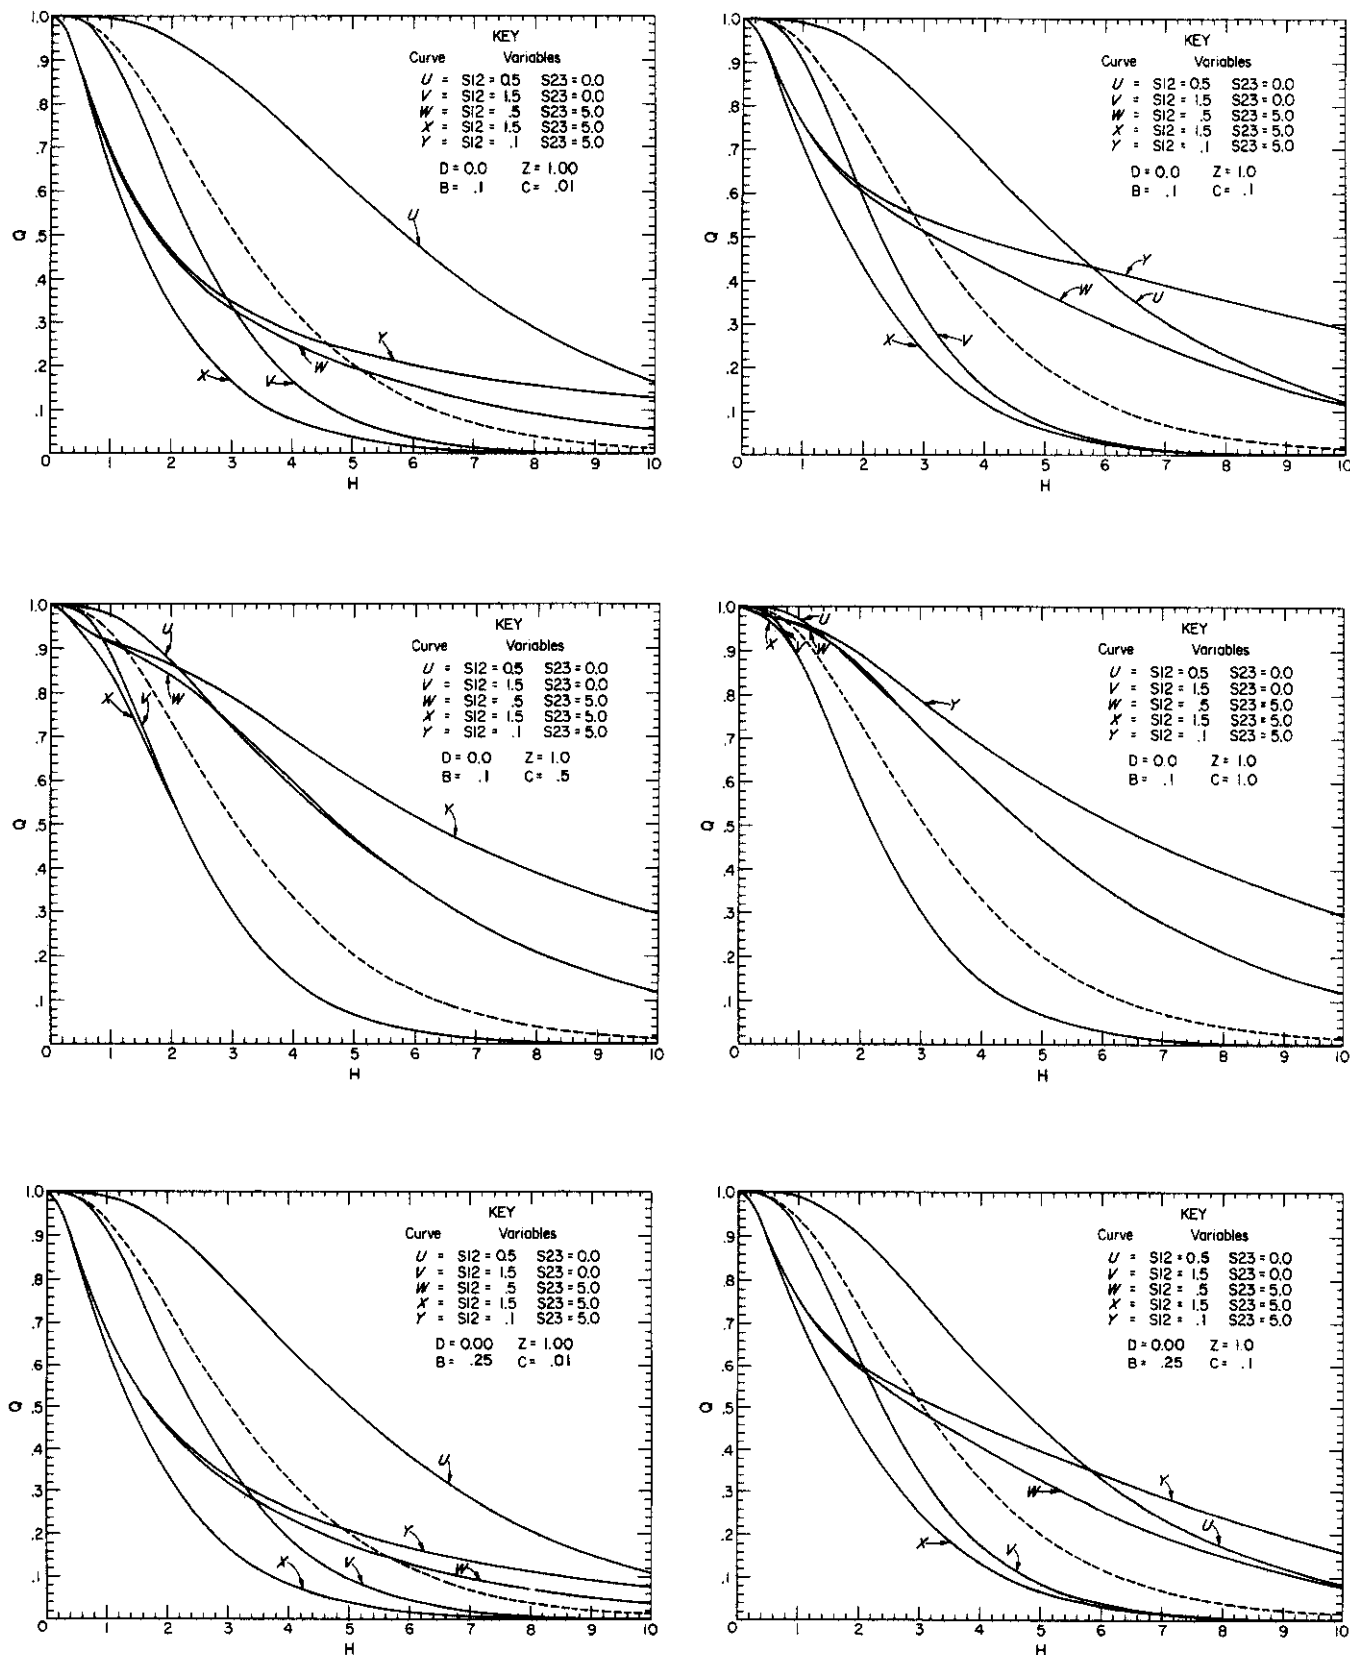 KEY
Curve Variables
U = S12 = 0.5 S23 = 0.0
V = S12 = 1.5 S23 = 0.0
W = S12 = .5 S23 = 5.0
X = S12 = 1.5 S23 = 5.0
Y = S12 = .1 S23 = 5.0
D = 0.0 Z = 1.00
B = .1 C = .01
1.0
.9
.8
.7
.6
.5
.4
.3
.2
.1
Q
U
Y
W
X
V
0 1 2 3 4 5 6 7 8 9 10
H
KEY
Curve Variables
U = S12 = 0.5 S23 = 0.0
V = S12 = 1.5 S23 = 0.0
W = S12 = .5 S23 = 5.0
X = S12 = 1.5 S23 = 5.0
Y = S12 = .1 S23 = 5.0
D = 0.0 Z = 1.0
B = .1 C = .1
1.0
.9
.8
.7
.6
.5
.4
.3
.2
.1
Q
Y
W
U
X
V
0 1 2 3 4 5 6 7 8 9 10
H
KEY
Curve Variables
U = S12 = 0.5 S23 = 0.0
V = S12 = 1.5 S23 = 0.0
W = S12 = .5 S23 = 5.0
X = S12 = 1.5 S23 = 5.0
Y = S12 = .1 S23 = 5.0
D = 0.0 Z = 1.0
B = .1 C = .5
1.0
.9
.8
.7
.6
.5
.4
.3
.2
.1
Q
U
X
V
W
Y
0 1 2 3 4 5 6 7 8 9 10
H
KEY
Curve Variables
U = S12 = 0.5 S23 = 0.0
V = S12 = 1.5 S23 = 0.0
W = S12 = .5 S23 = 5.0
X = S12 = 1.5 S23 = 5.0
Y = S12 = .1 S23 = 5.0
D = 0.0 Z = 1.0
B = .1 C = 1.0
1.0
.9
.8
.7
.6
.5
.4
.3
.2
.1
Q
U
X
V
W
Y
0 1 2 3 4 5 6 7 8 9 10
H
KEY
Curve Variables
U = S12 = 0.5 S23 = 0.0
V = S12 = 1.5 S23 = 0.0
W = S12 = .5 S23 = 5.0
X = S12 = 1.5 S23 = 5.0
Y = S12 = .1 S23 = 5.0
D = 0.00 Z = 1.00
B = .25 C = .01
1.0
.9
.8
.7
.6
.5
.4
.3
.2
.1
Q
U
Y
X
V
W
0 1 2 3 4 5 6 7 8 9 10
H
KEY
Curve Variables
U = S12 = 0.5 S23 = 0.0
V = S12 = 1.5 S23 = 0.0
W = S12 = .5 S23 = 5.0
X = S12 = 1.5 S23 = 5.0
Y = S12 = .1 S23 = 5.0
D = 0.00 Z = 1.0
B = .25 C = .1
1.0
.9
.8
.7
.6
.5
.4
.3
.2
.1
Q
Y
W
U
X
V
0 1 2 3 4 5 6 7 8 9 10
H